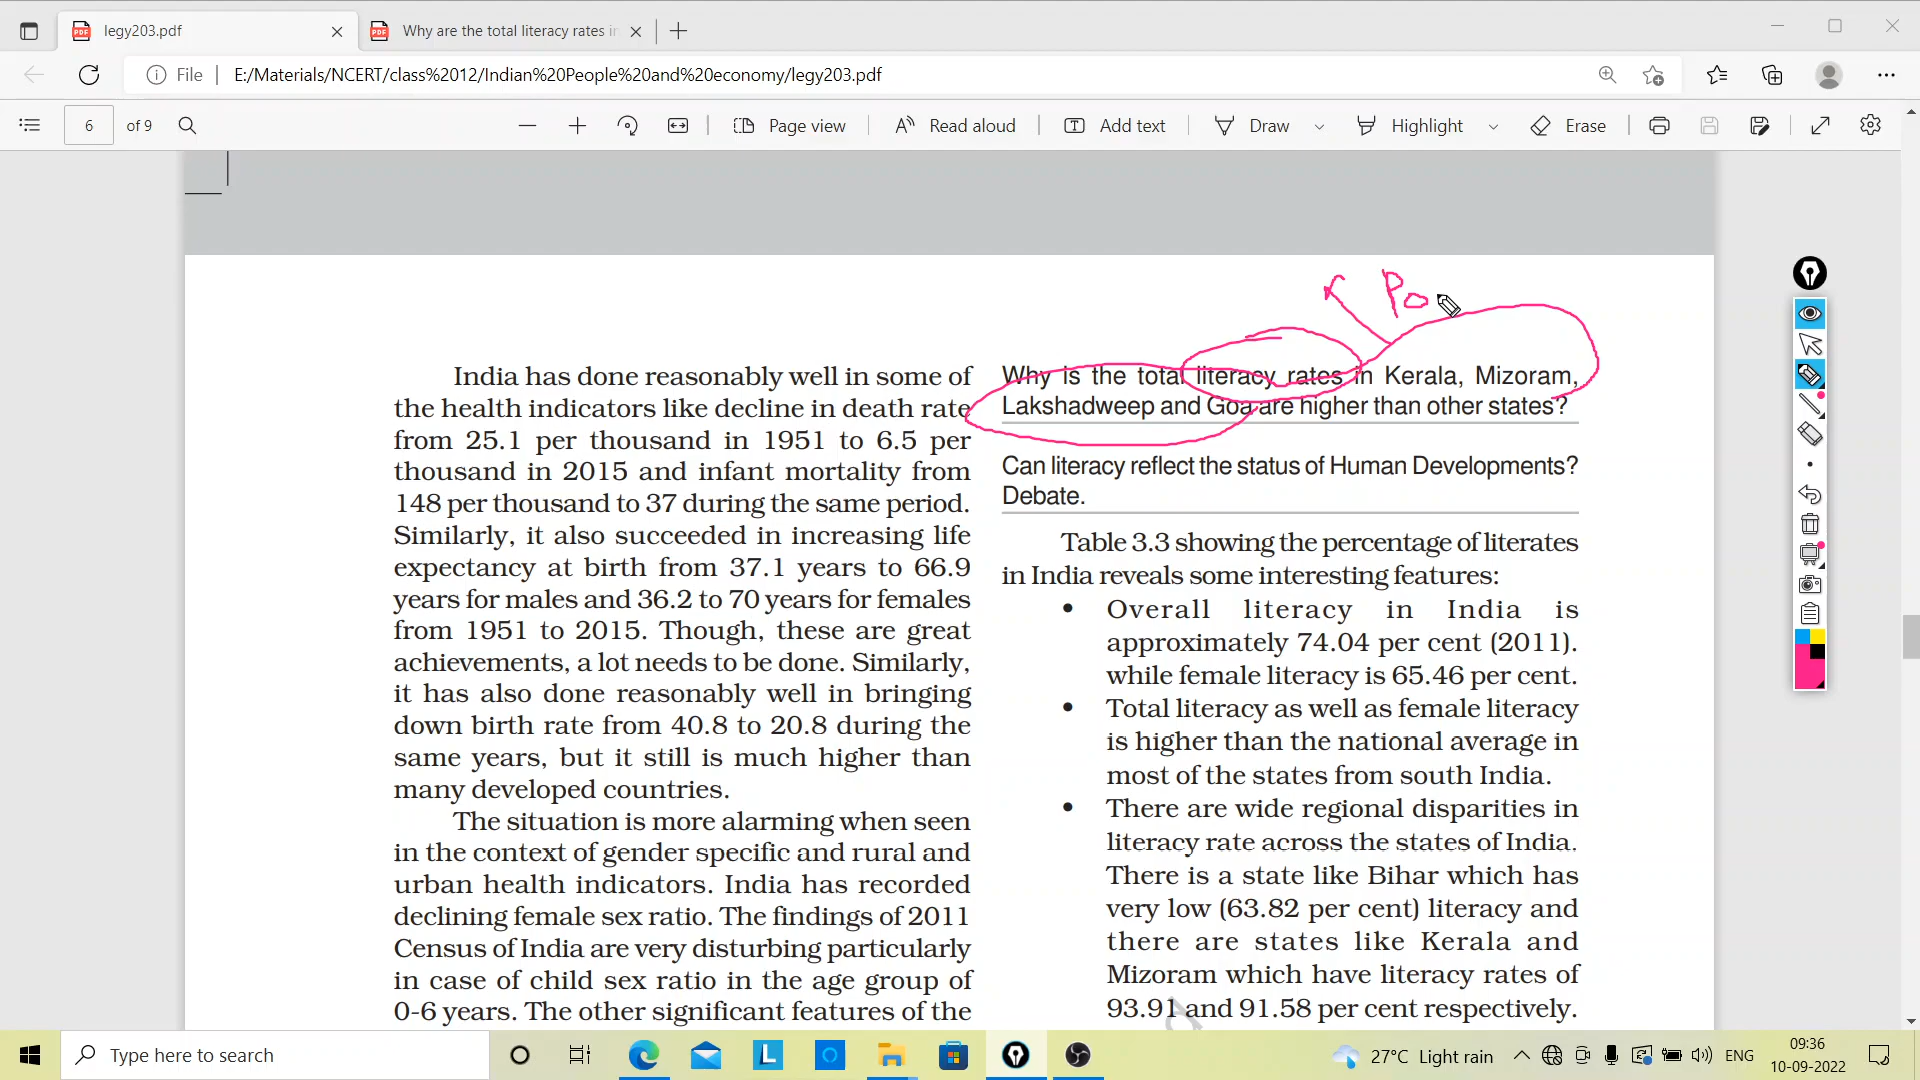 legy203.pdf
Why are the total literacy rates in
File
E:/Materials/NCERT/class%2012/Indian%20People%20and%20economy/legy203.pdf
6 of 9
Page view
Read aloud
Add text
Draw
Highlight
Erase
Po
India has done reasonably well in some of
the health indicators like decline in death rate
from 25.1 per thousand in 1951 to 6.5 per
thousand in 2015 and infant mortality from
148 per thousand to 37 during the same period.
Similarly, it also succeeded in increasing life
expectancy at birth from 37.1 years to 66.9
years for males and 36.2 to 70 years for females
from 1951 to 2015. Though, these are great
achievements, a lot needs to be done. Similarly,
it has also done reasonably well in bringing
down birth rate from 40.8 to 20.8 during the
same years, but it still is much higher than
many developed countries.
The situation is more alarming when seen
in the context of gender specific and rural and
urban health indicators. India has recorded
declining female sex ratio. The findings of 2011
Census of India are very disturbing particularly
in case of child sex ratio in the age group of
0-6 years. The other significant features of the
Why is the total literacy rates in Kerala, Mizoram,
Lakshadweep and Goa are higher than other states?
Can literacy reflect the status of Human Developments?
Debate.
Table 3.3 showing the percentage of literates
in India reveals some interesting features:
• Overall literacy in India is
approximately 74.04 per cent (2011).
while female literacy is 65.46 per cent.
• Total literacy as well as female literacy
is higher than the national average in
most of the states from south India.
• There are wide regional disparities in
literacy rate across the states of India.
There is a state like Bihar which has
very low (63.82 per cent) literacy and
there are states like Kerala and
Mizoram which have literacy rates of
93.91 and 91.58 per cent respectively.
Type here to search
27°C Light rain
ENG
09:36
10-09-2022